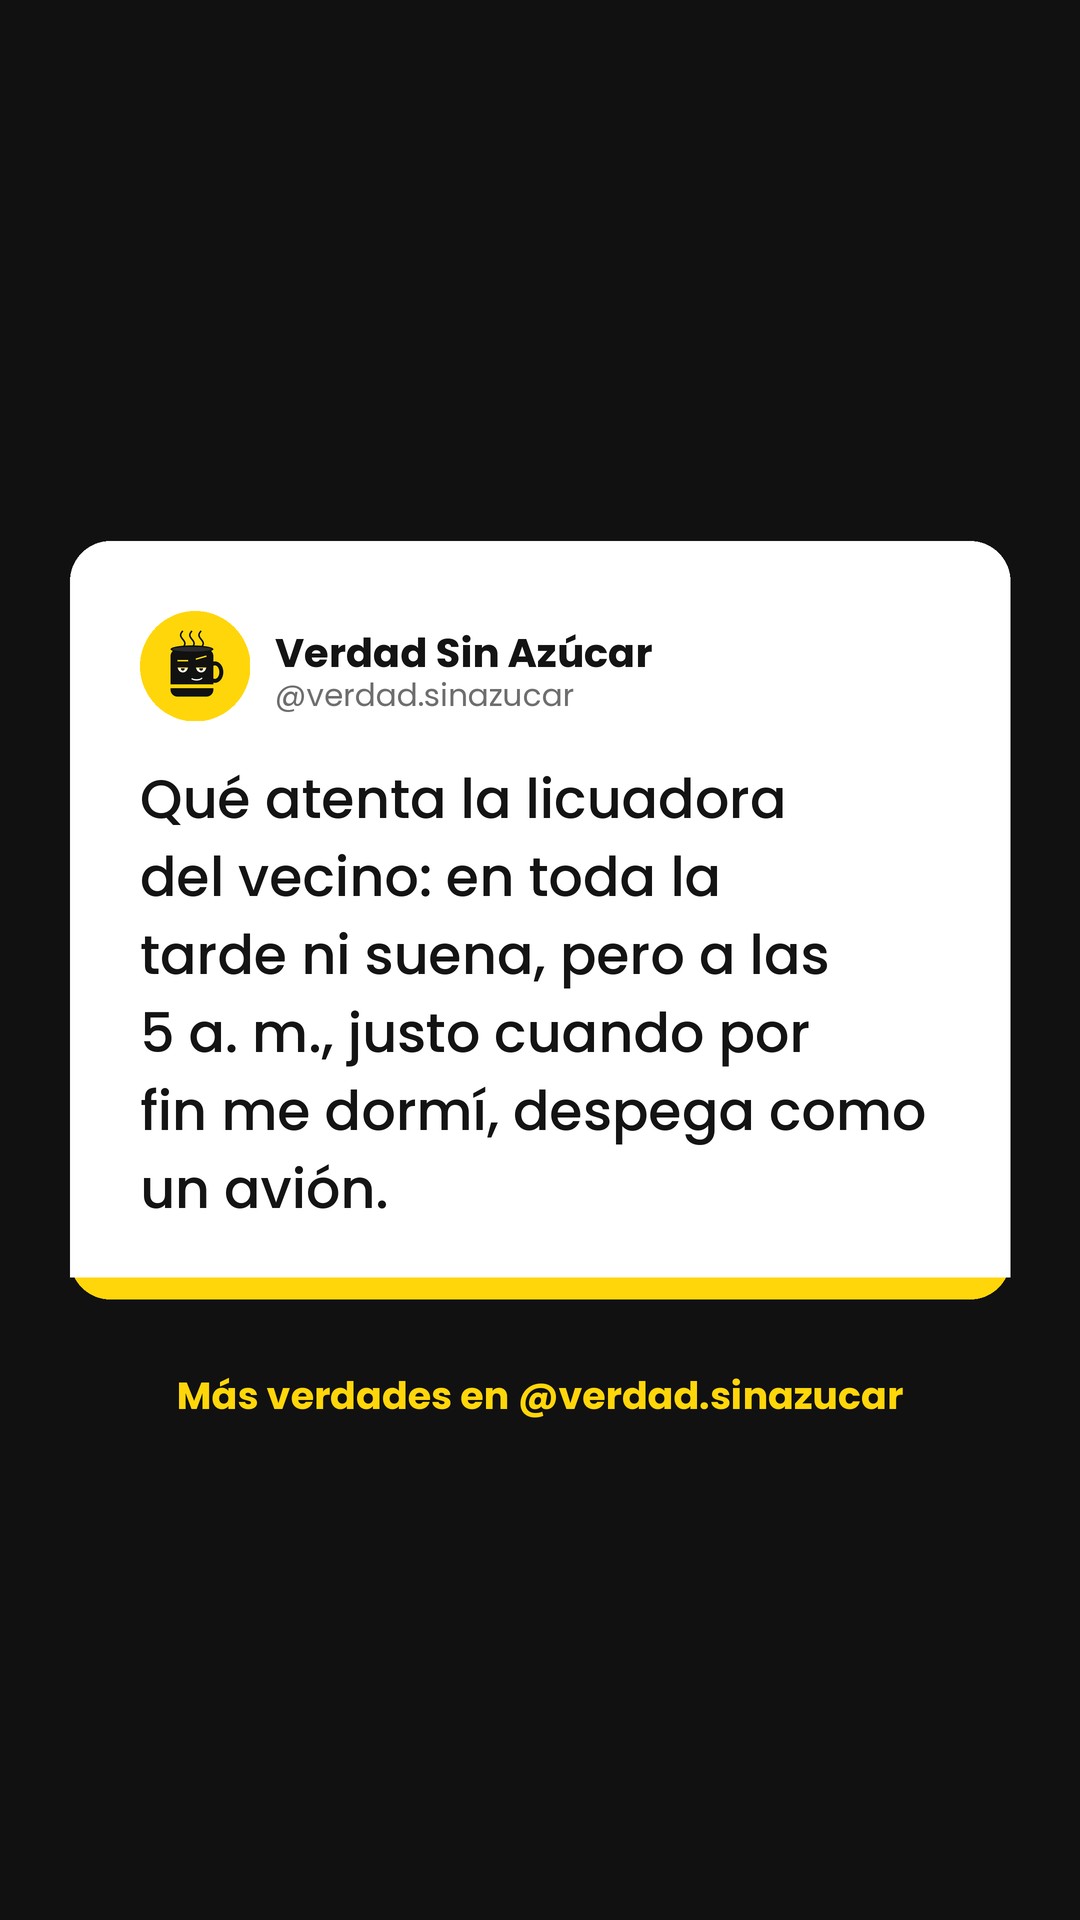 Verdad Sin Azúcar
@verdad.sinazucar
Qué atenta la licuadora
del vecino: en toda la
tarde ni suena, pero a las
5 a. m., justo cuando por
fin me dormí, despega como
un avión.
Más verdades en @verdad.sinazucar